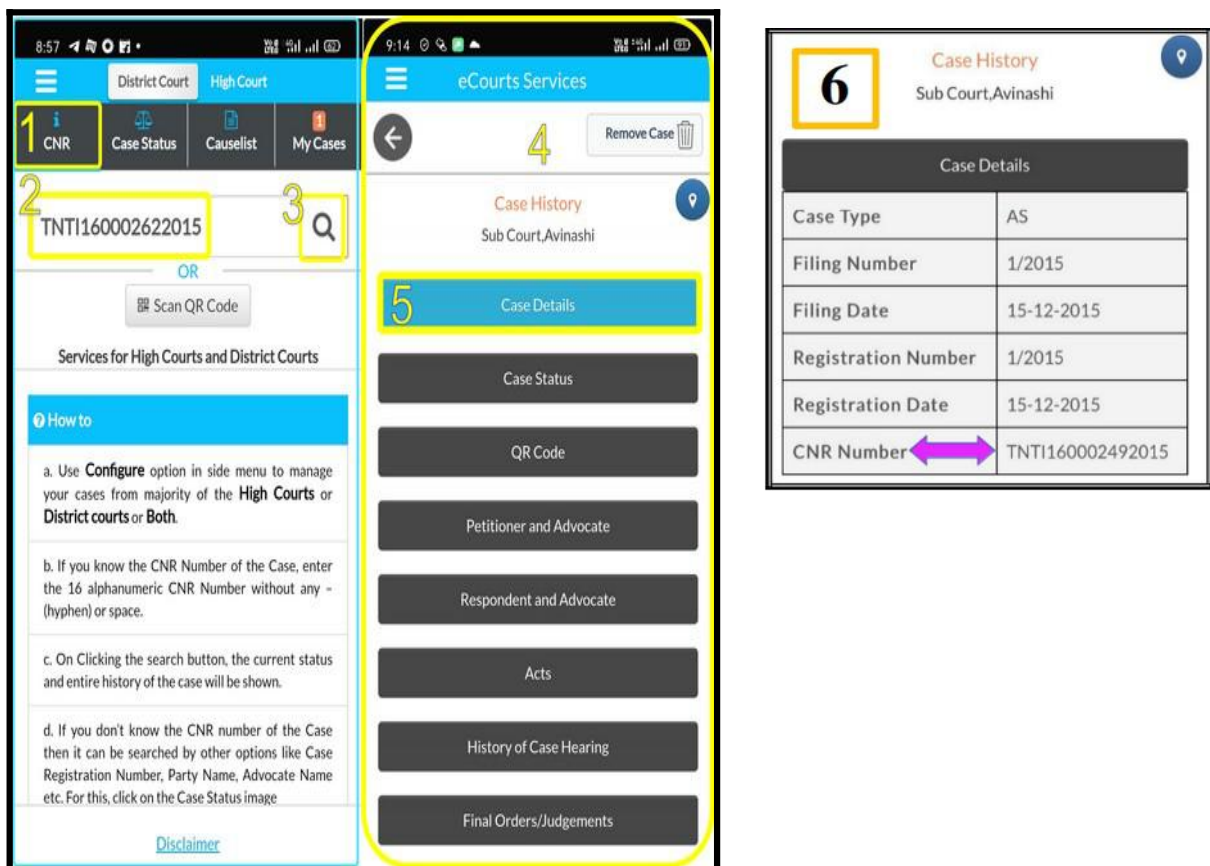 8:57
62
District Court High Court
1
CNR
Case Status
Causelist
1
My Cases
2
TNTI160002622015
3
OR
Scan QR Code
Services for High Courts and District Courts
How to
a. Use Configure option in side menu to manage
your cases from majority of the High Courts or
District courts or Both.
b. If you know the CNR Number of the Case, enter
the 16 alphanumeric CNR Number without any –
(hyphen) or space.
c. On Clicking the search button, the current status
and entire history of the case will be shown.
d. If you don't know the CNR number of the Case
then it can be searched by other options like Case
Registration Number, Party Name, Advocate Name
etc. For this, click on the Case Status image
Disclaimer
9:14
eCourts Services
4
Remove Case
Case History
Sub Court,Avinashi
5
Case Details
Case Status
QR Code
Petitioner and Advocate
Respondent and Advocate
Acts
History of Case Hearing
Final Orders/Judgements
6
Case History
Sub Court,Avinashi
Case Details
Case Type AS
Filing Number 1/2015
Filing Date 15-12-2015
Registration Number 1/2015
Registration Date 15-12-2015
CNR Number TNTI160002492015